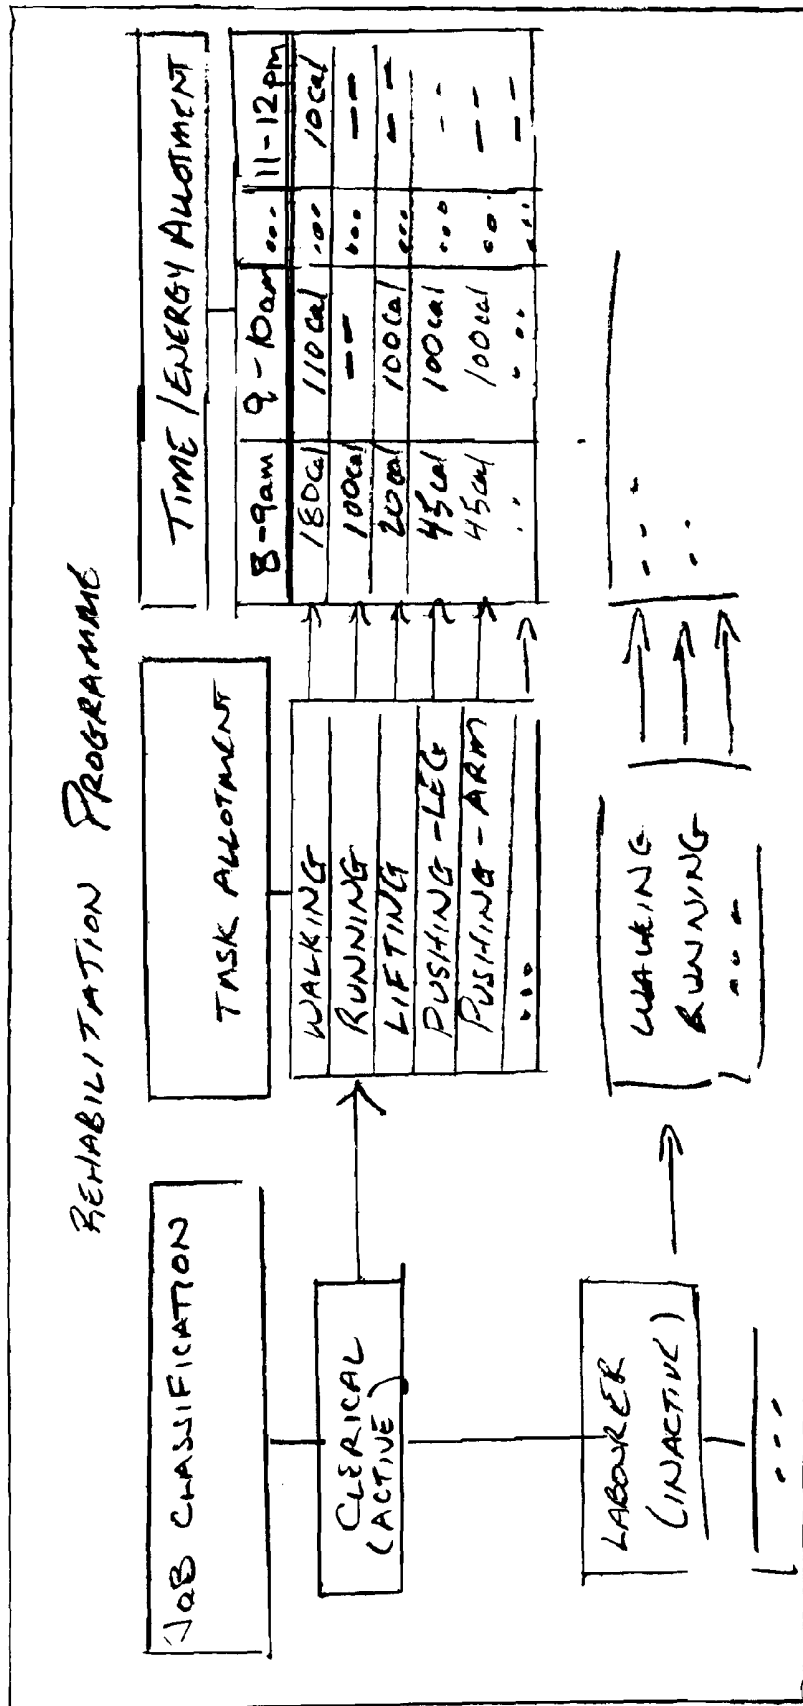 REHABILITATION PROGRAMME
JOB CLASSIFICATION
TASK ALLOTMENT
TIME/ENERGY ALLOTMENT
CLERICAL
(ACTIVE)
WALKING
RUNNING
LIFTING
PUSHING-LEG
PUSHING-ARM
...
8-9am 9-10am ... 11-12pm
180Cal 110Cal ... 10Cal
100Cal -- ... --
20Cal 100Cal ... --
45Cal 100Cal ... --
45Cal 100Cal ... --
.. ... ... --
LABOURER
(INACTIVE)
...
WALKING
RUNNING
...
...
..